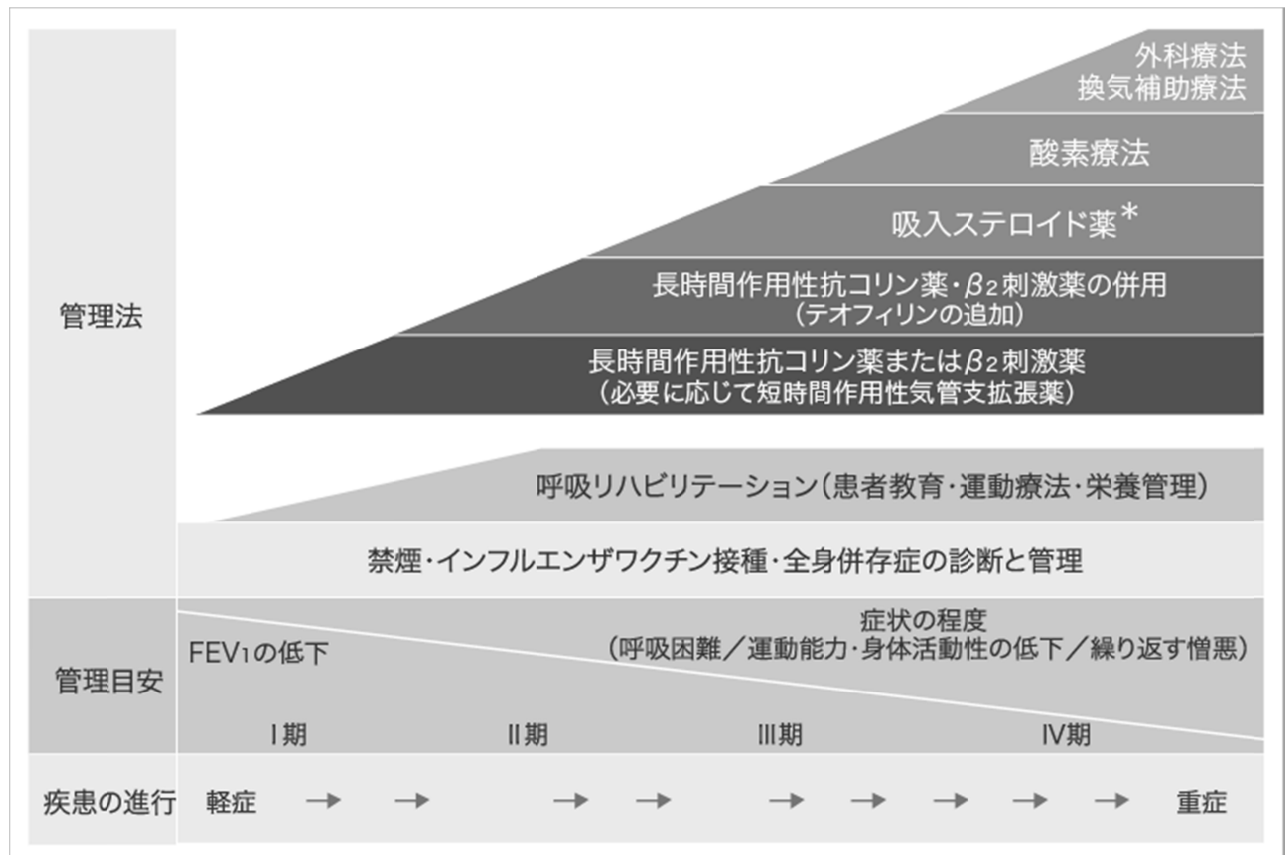 外科療法
換気補助療法
酸素療法
吸入ステロイド薬*
長時間作用性抗コリン薬・β2刺激薬の併用
(テオフィリンの追加)
管理法
長時間作用性抗コリン薬またはβ2刺激薬
(必要に応じて短時間作用性気管支拡張薬)
呼吸リハビリテーション(患者教育・運動療法・栄養管理)
禁煙・インフルエンザワクチン接種・全身併存症の診断と管理
管理目安
FEV1の低下
症状の程度
(呼吸困難/運動能力・身体活動性の低下/繰り返す憎悪)
Ⅰ期 Ⅱ期 Ⅲ期 Ⅳ期
疾患の進行 軽症 → → → → → → → → → 重症